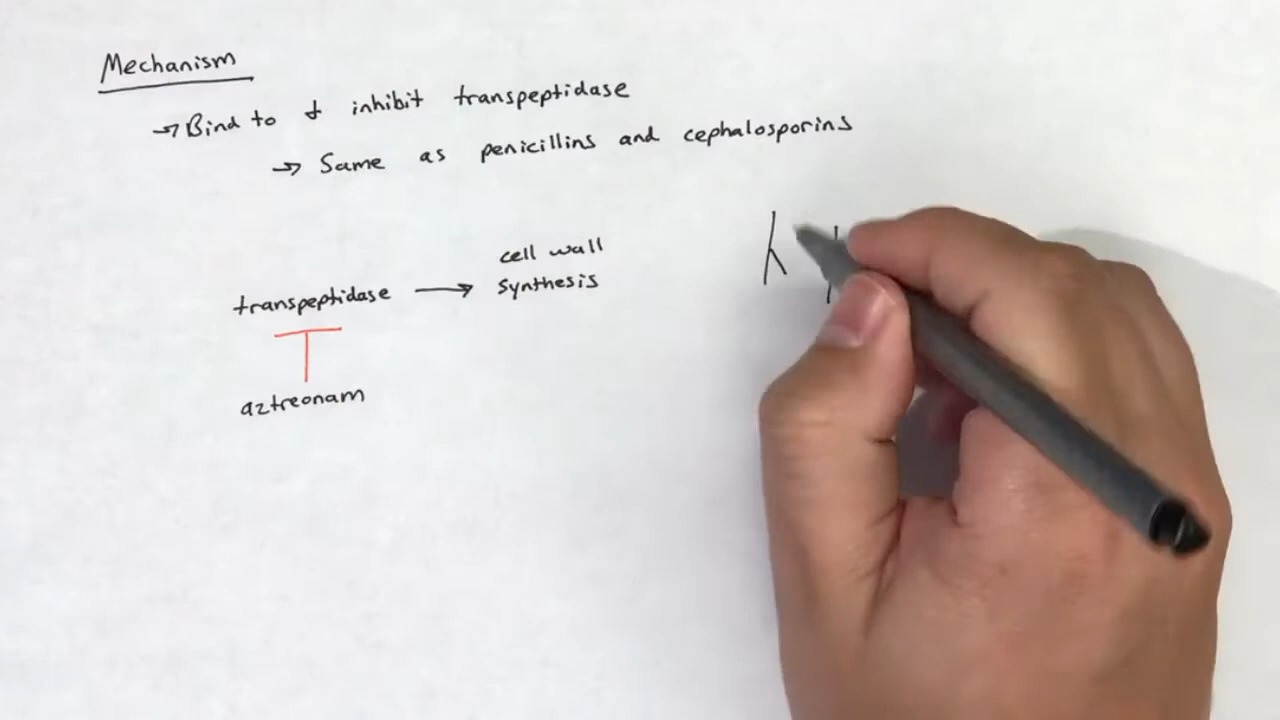 Mechanism
→ Bind to & inhibit transpeptidase
→ Same as penicillins and cephalosporins
cell wall
transpeptidase → synthesis
aztreonam